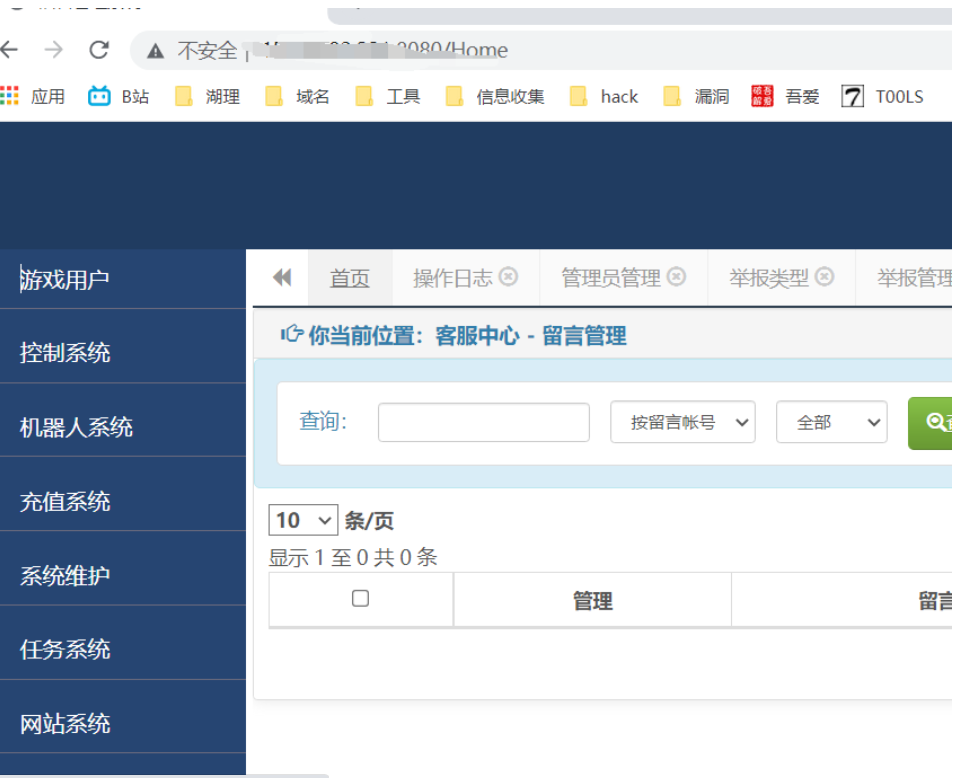 不安全 8080/Home
应用 B站 湖理 域名 工具 信息收集 hack 漏洞 吾爱 TOOLS
游戏用户
控制系统
机器人系统
充值系统
系统维护
任务系统
网站系统
首页 操作日志 管理员管理 举报类型 举报管理
你当前位置：客服中心 - 留言管理
查询: 按留言帐号 全部
10 条/页
显示 1 至 0 共 0 条
管理 留言